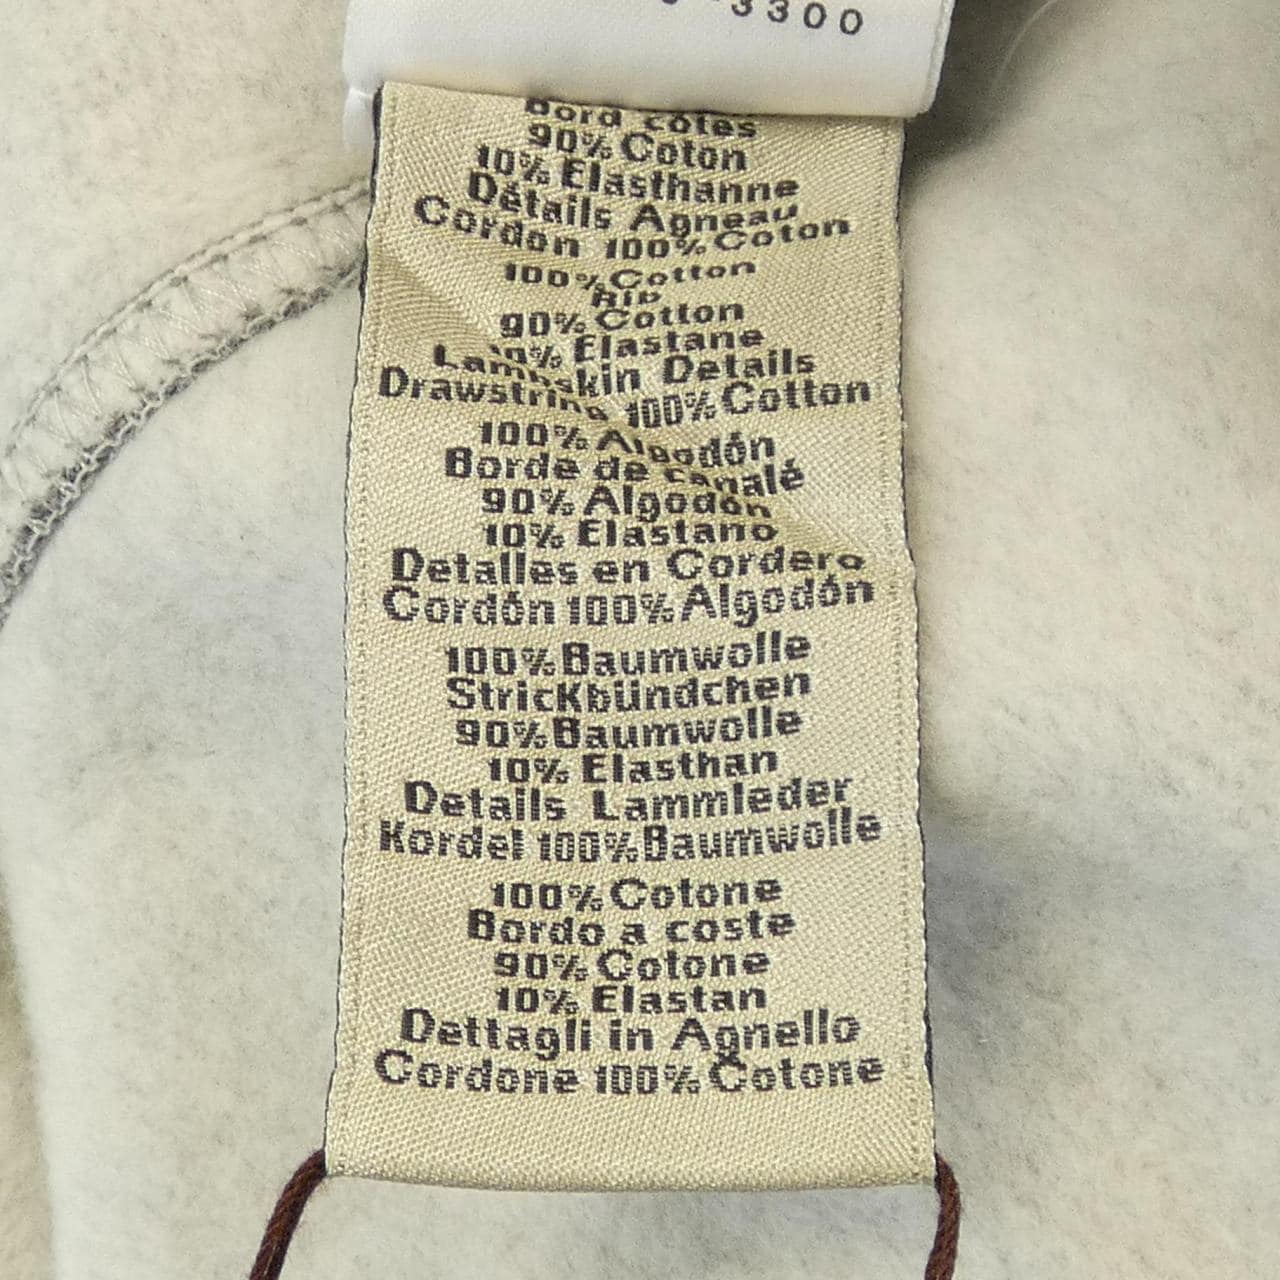 3300
Bord côtes
90% Coton
10% Elasthanne
Détails Agneau
Cordon 100% Coton
100% Cotton
Rib
90% Cotton
10% Elastane
Lambskin Details
Drawstring 100% Cotton
100% Algodón
Borde de canalé
90% Algodón
10% Elastano
Detalles en Cordero
Cordón 100% Algodón
100% Baumwolle
Strickbündchen
90% Baumwolle
10% Elasthan
Details Lammleder
Kordel 100% Baumwolle
100% Cotone
Bordo a coste
90% Cotone
10% Elastan
Dettagli in Agnello
Cordone 100% Cotone